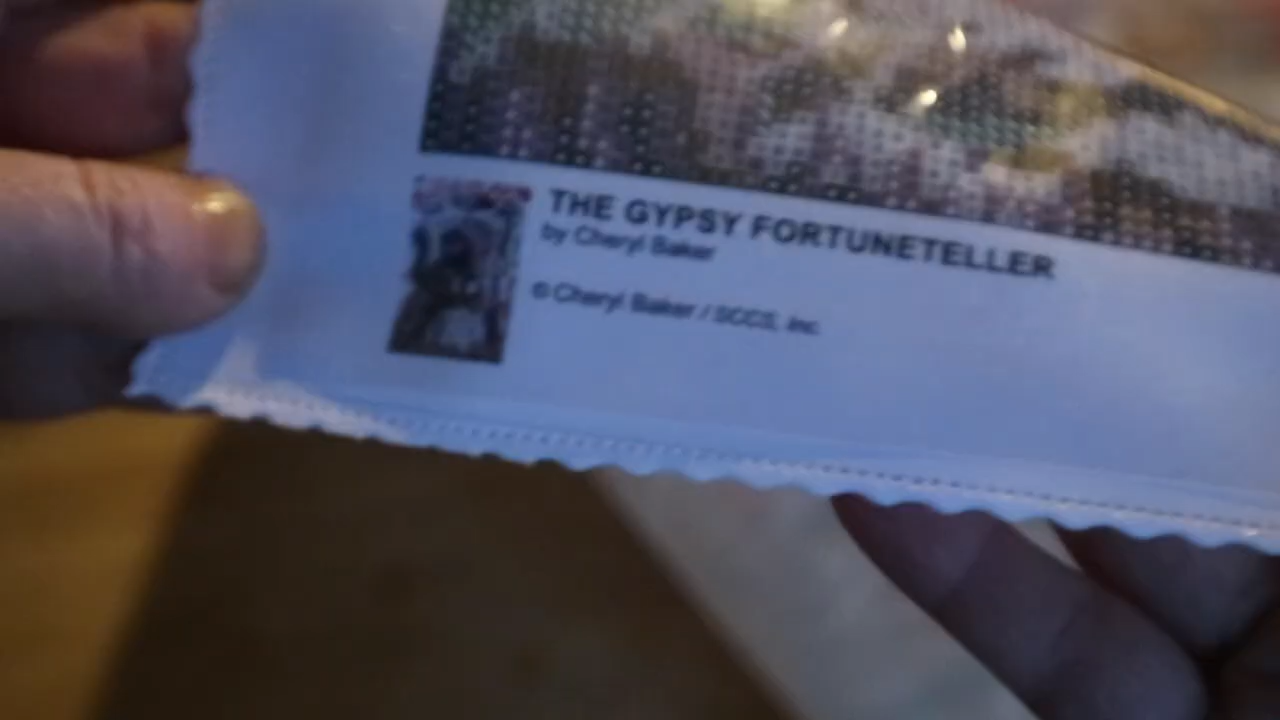 THE GYPSY FORTUNETELLER
by Cheryl Baker
© Cheryl Baker / SCCS, Inc.